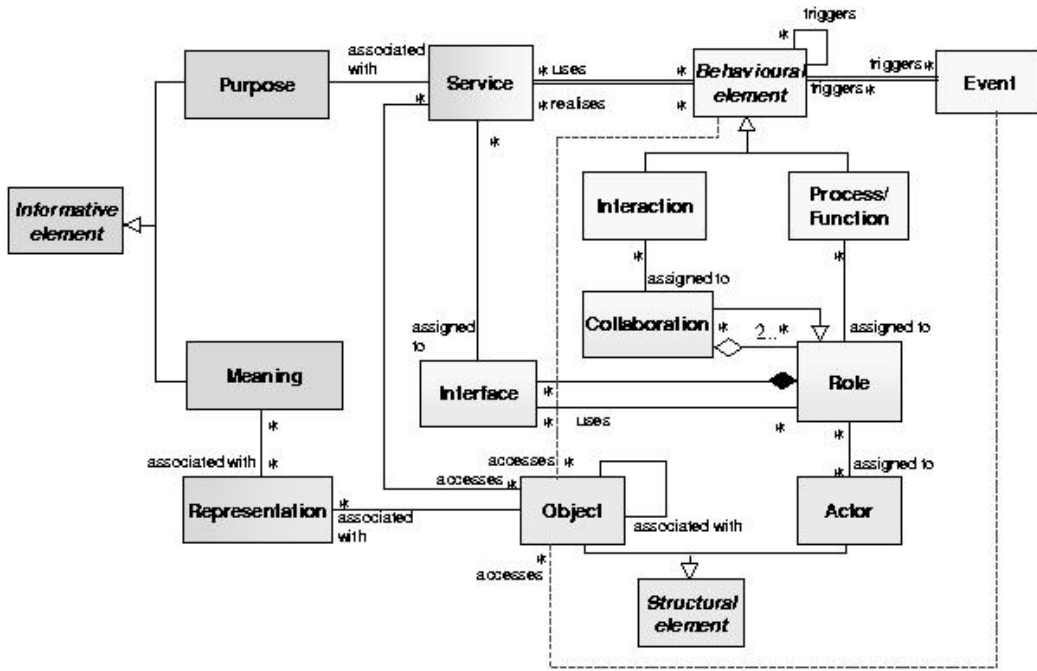 triggers
*
associated
with
Purpose
Service
* uses
*
Behavioural
element
triggers *
Event
* realises
*
triggers *
*
*
Interaction
Process/
Function
Informative
element
*
assigned to
*
Collaboration
*
2..*
assigned to
assigned
to
Meaning
Interface
*
Role
*
uses
*
*
*
associated with
*
accesses *
accesses *
*
assigned to
Representation
*
associated
with
Object
associated with
Actor
*
accesses
Structural
element